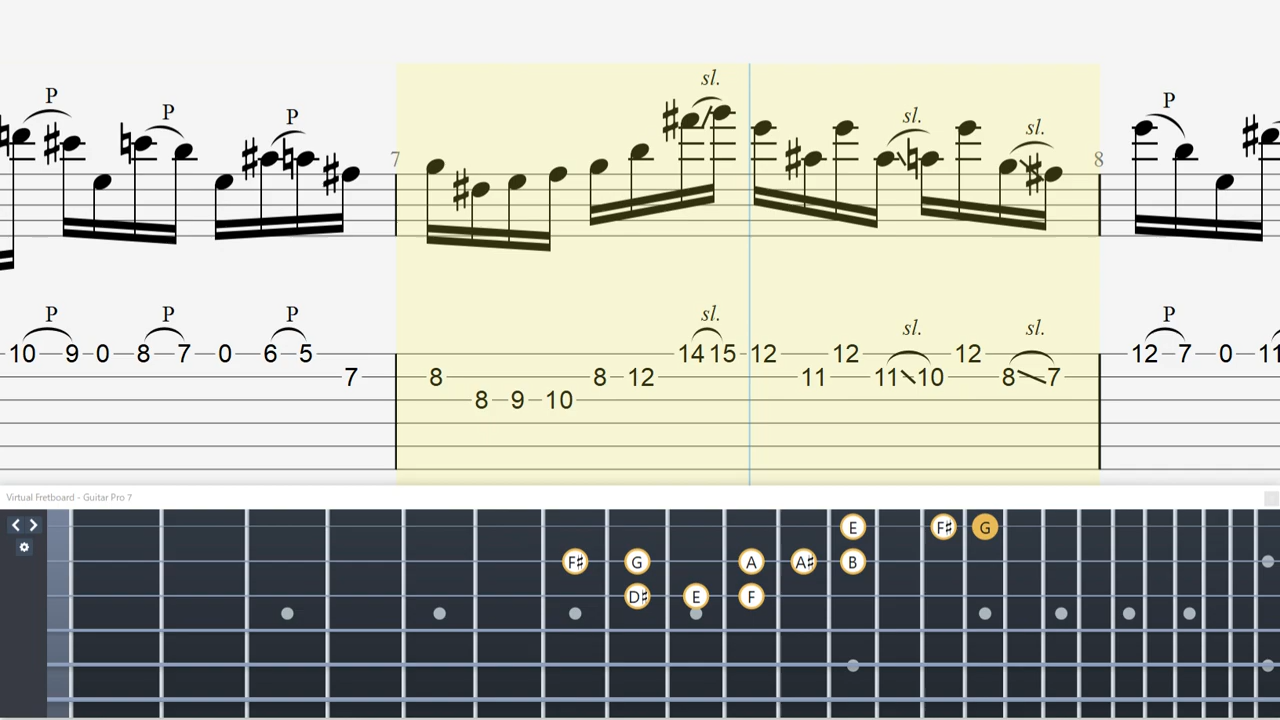 sl.
P
P P sl. sl. P
7 8
sl.
P P P sl. sl. P
10 9 0 8 7 0 6 5 14 15 12 12 12 12 7 0 11
7 8 8 12 11 11 10 8 7
8 9 10
Virtual Fretboard - Guitar Pro 7
E F♯ G
F♯ G A A♯ B
D♯ E F